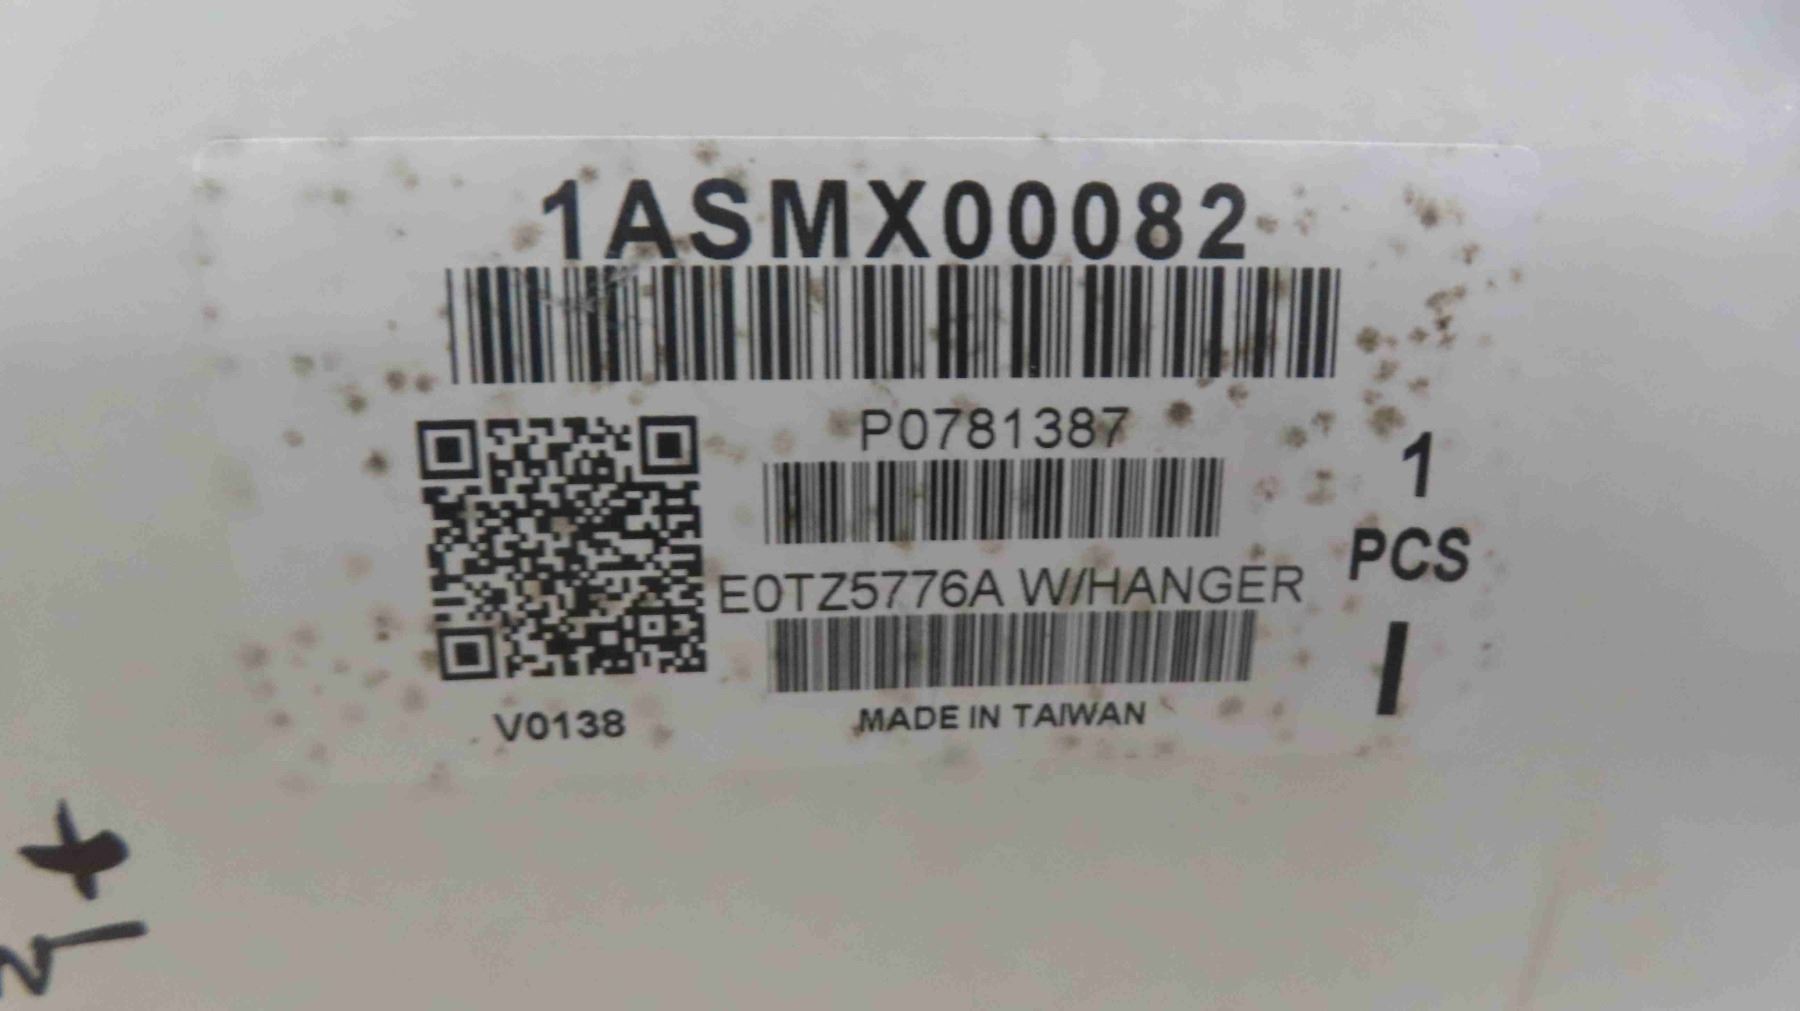 1ASMX00082
P0781387
1
PCS
E0TZ5776A W/HANGER
I
V0138
MADE IN TAIWAN